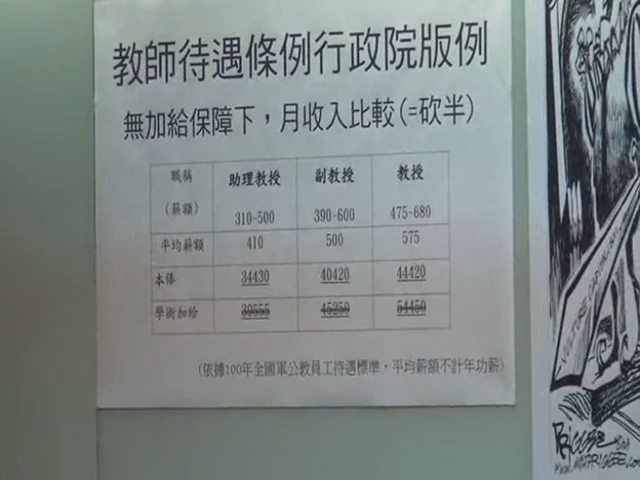 教師待遇條例行政院版例
無加給保障下，月收入比較(=砍半)
職稱 助理教授 副教授 教授
(薪額) 310-500 390-600 475-680
平均薪額 410 500 575
本俸 34430 40420 44420
學術加給 39555 45250 54450
(依據100年全國軍公教員工待遇標準，平均薪額不計年功薪)
VULTURE CAPITALISM